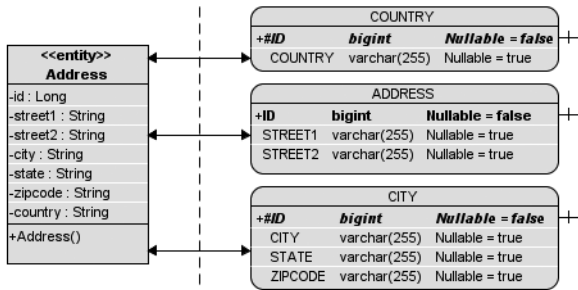 <<entity>>
Address
-id : Long
-street1 : String
-street2 : String
-city : String
-state : String
-zipcode : String
-country : String
+Address()
COUNTRY
+#ID bigint Nullable = false
COUNTRY varchar(255) Nullable = true
ADDRESS
+ID bigint Nullable = false
STREET1 varchar(255) Nullable = true
STREET2 varchar(255) Nullable = true
CITY
+#ID bigint Nullable = false
CITY varchar(255) Nullable = true
STATE varchar(255) Nullable = true
ZIPCODE varchar(255) Nullable = true